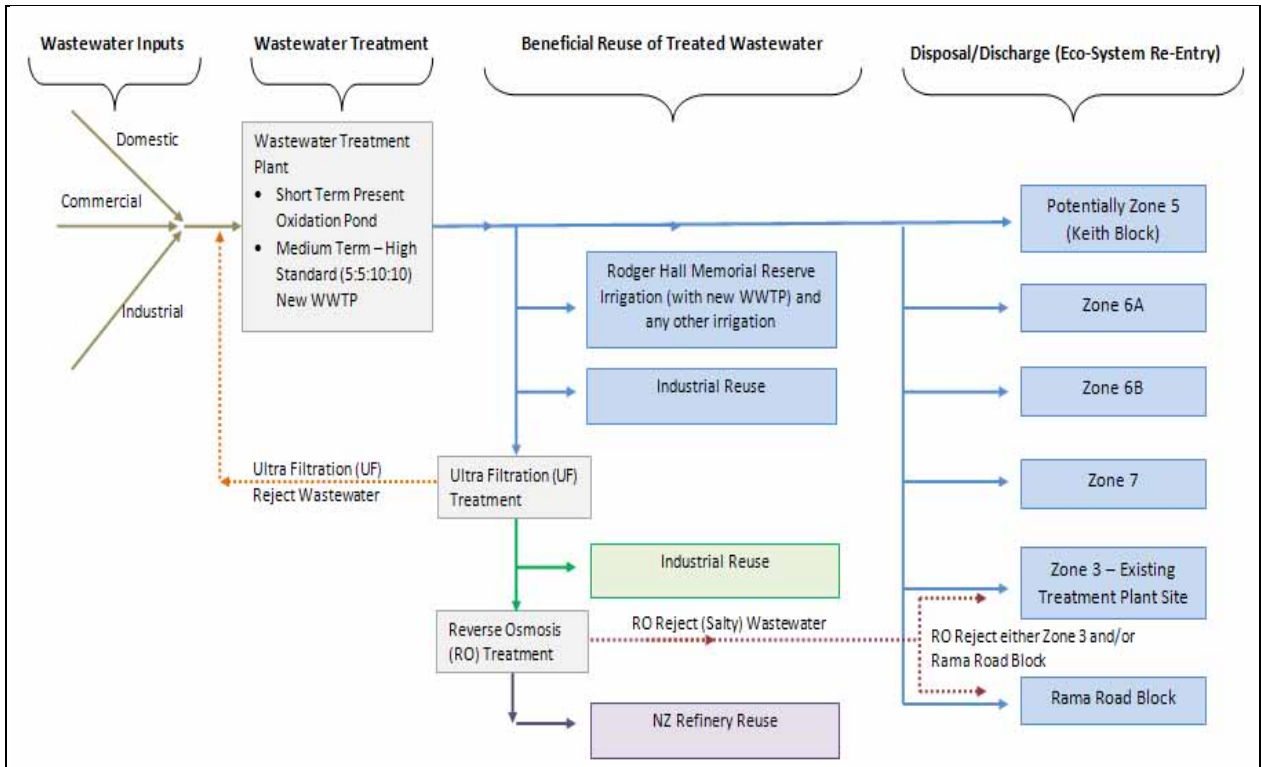 Wastewater Inputs
Wastewater Treatment
Beneficial Reuse of Treated Wastewater
Disposal/Discharge (Eco-System Re-Entry)
Domestic
Commercial
Industrial
Wastewater Treatment
Plant
• Short Term Present
Oxidation Pond
• Medium Term – High
Standard (5:5:10:10)
New WWTP
Rodger Hall Memorial Reserve
Irrigation (with new WWTP) and
any other irrigation
Industrial Reuse
Ultra Filtration (UF)
Reject Wastewater
Ultra Filtration (UF)
Treatment
Industrial Reuse
Reverse Osmosis
(RO) Treatment
RO Reject (Salty) Wastewater
NZ Refinery Reuse
Potentially Zone 5
(Keith Block)
Zone 6A
Zone 6B
Zone 7
Zone 3 – Existing
Treatment Plant Site
RO Reject either Zone 3 and/or
Rama Road Block
Rama Road Block